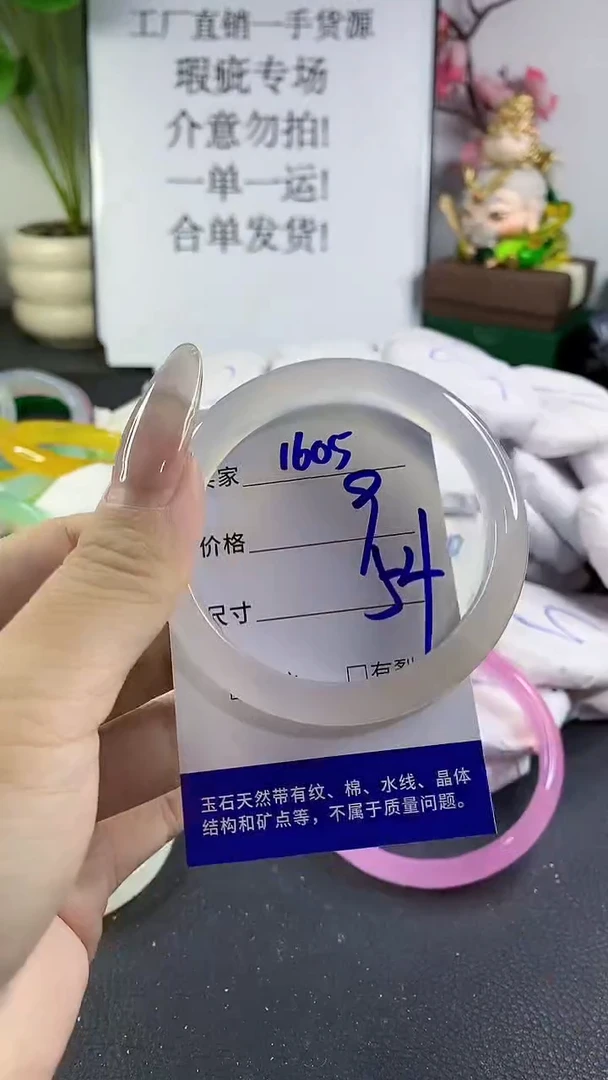 工厂直销一手货源
瑕疵专场
介意勿拍!
一单一运!
合单发货!
家 1605
价格 9
尺寸 54
玉石天然带有纹、棉、水线、晶体
结构和矿点等，不属于质量问题。